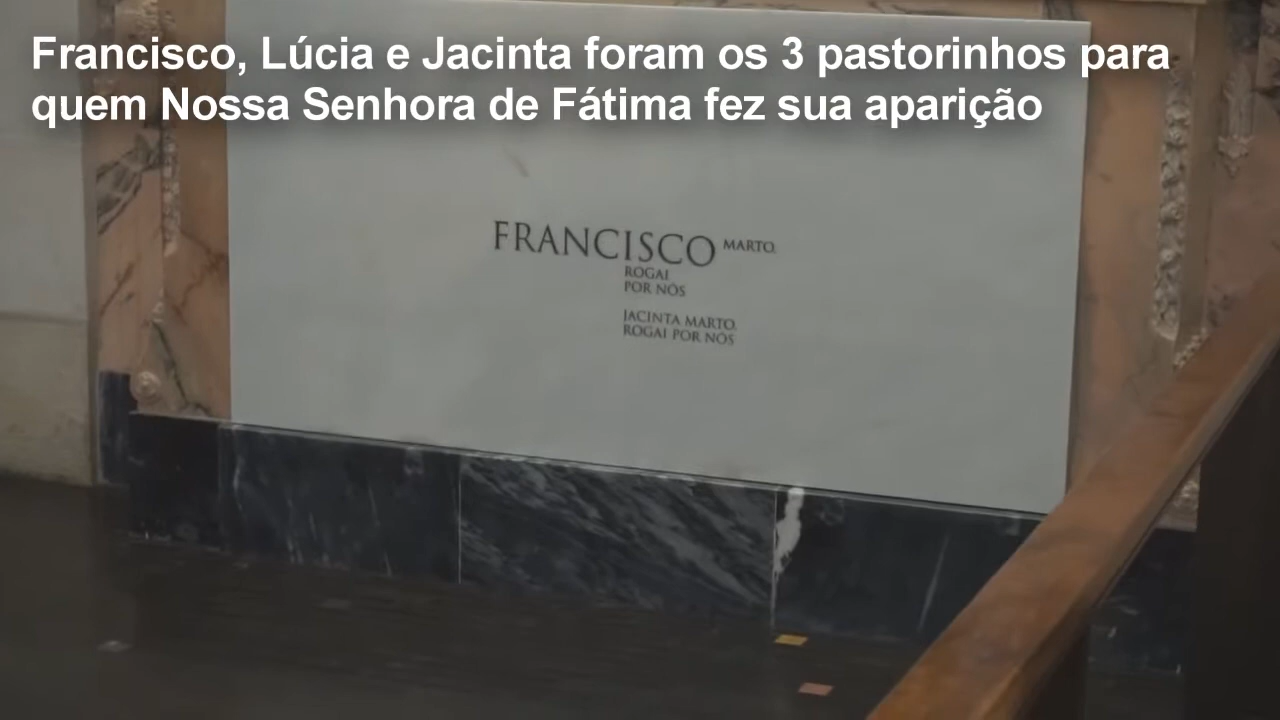 Francisco, Lúcia e Jacinta foram os 3 pastorinhos para
quem Nossa Senhora de Fátima fez sua aparição
FRANCISCO MARTO,
ROGAI
POR NÓS
JACINTA MARTO,
ROGAI POR NÓS